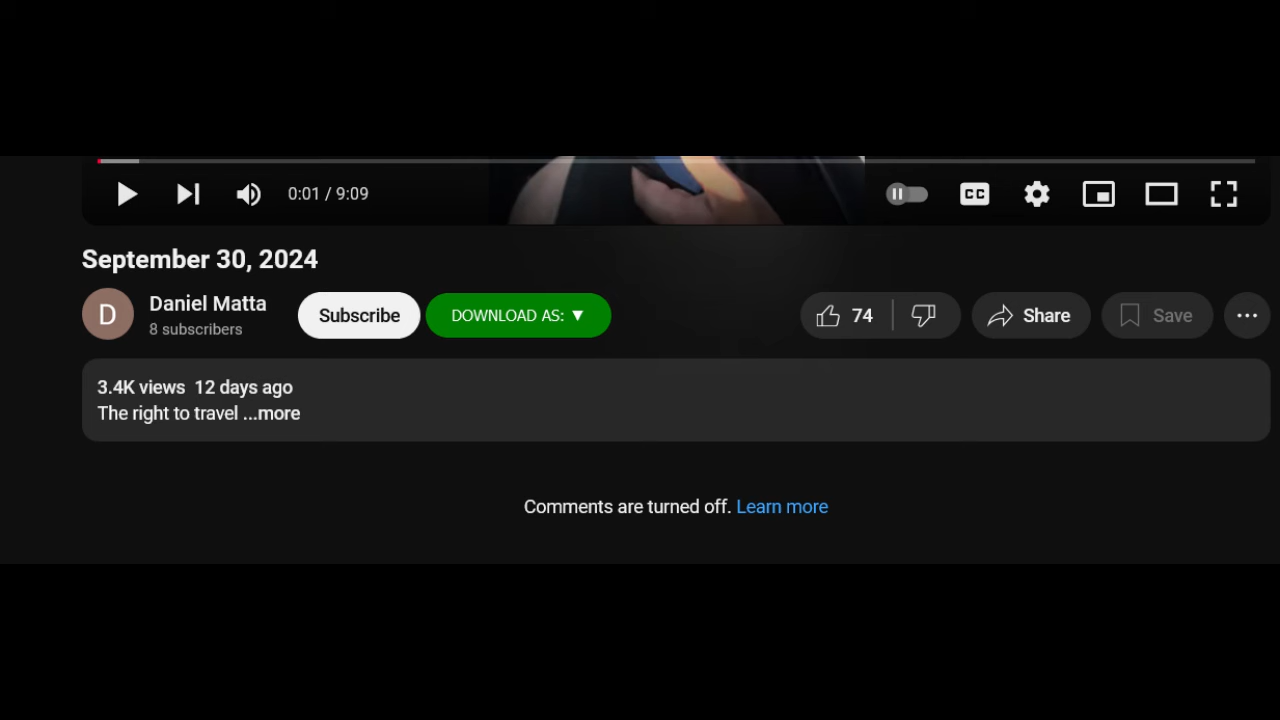 0:01 / 9:09
CC
September 30, 2024
D
Daniel Matta
8 subscribers
Subscribe
DOWNLOAD AS: ▼
74
Share
Save
3.4K views 12 days ago
The right to travel ...more
Comments are turned off. Learn more